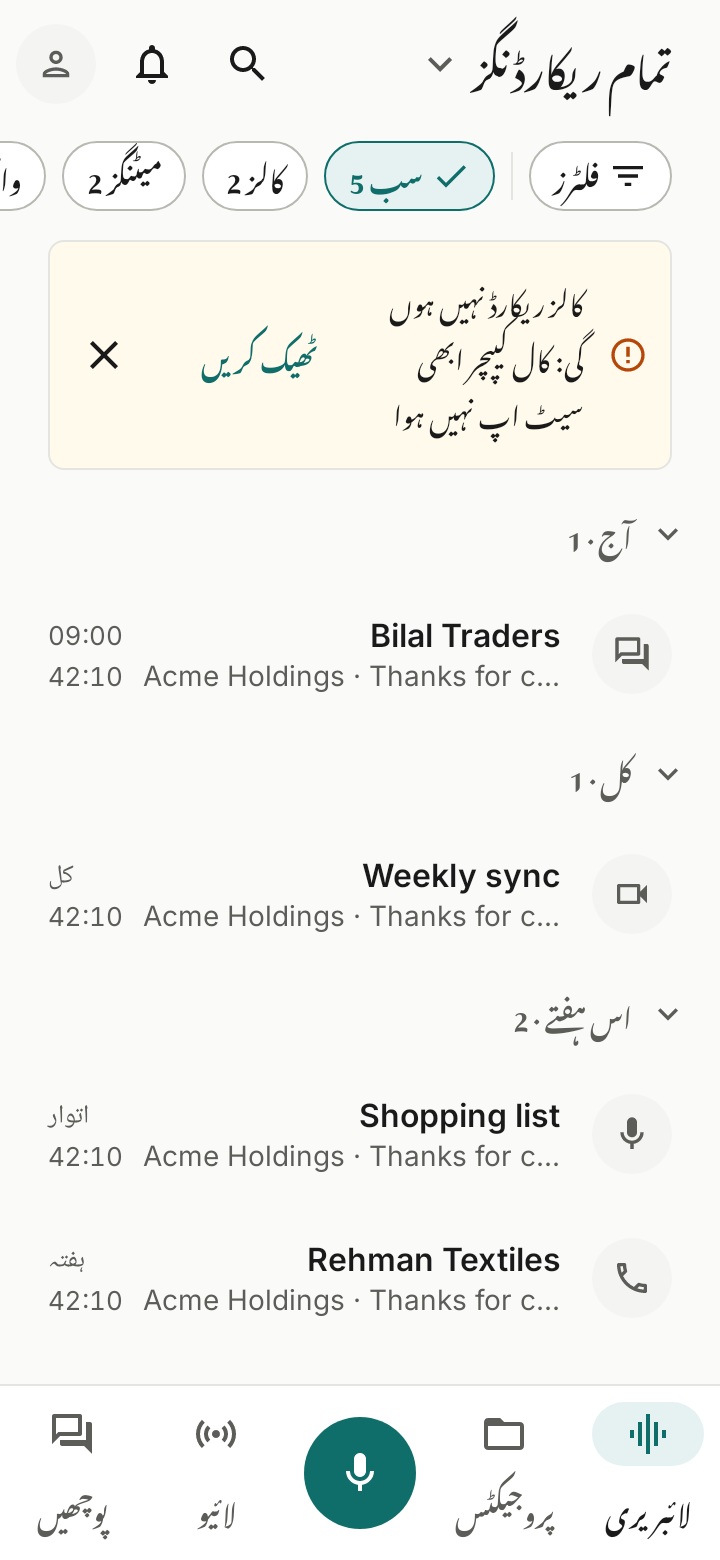 تمام ریکارڈنگز
فلٹرز
سب 5
کالز 2
میٹنگز 2
کالز ریکارڈ نہیں ہوں
گی: کال کیپچر ابھی
سیٹ اپ نہیں ہوا
ٹھیک کریں
آج · 1
Bilal Traders
09:00
Acme Holdings · Thanks for c...
42:10
کل · 1
Weekly sync
کل
Acme Holdings · Thanks for c...
42:10
اس ہفتے · 2
Shopping list
اتوار
Acme Holdings · Thanks for c...
42:10
Rehman Textiles
ہفتہ
Acme Holdings · Thanks for c...
42:10
لائبریری
پروجیکٹس
لائیو
پوچھیں